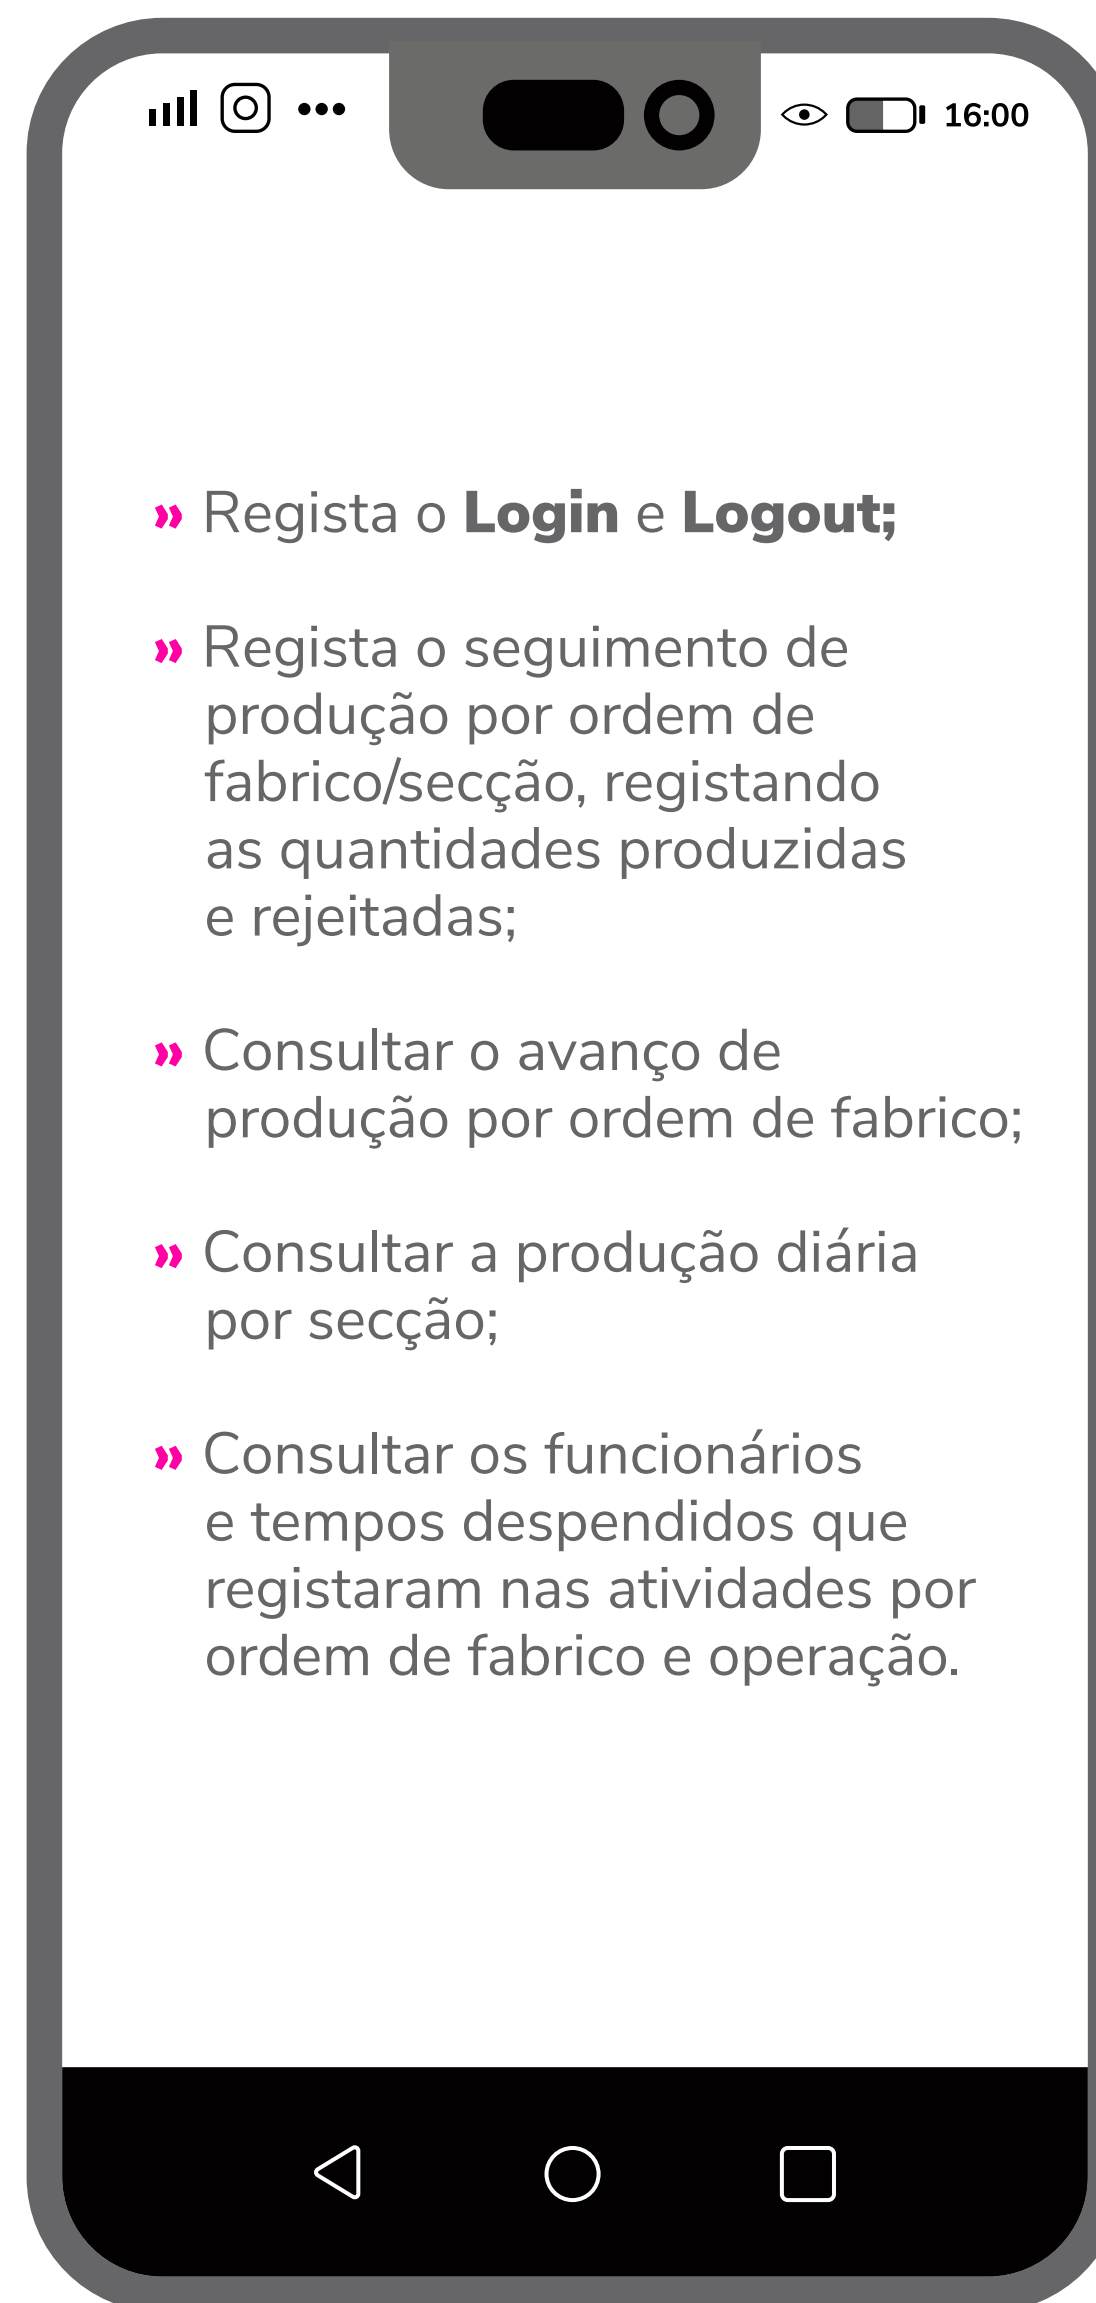 16:00
» Regista o Login e Logout;
» Regista o seguimento de
produção por ordem de
fabrico/secção, registando
as quantidades produzidas
e rejeitadas;
» Consultar o avanço de
produção por ordem de fabrico;
» Consultar a produção diária
por secção;
» Consultar os funcionários
e tempos despendidos que
registaram nas atividades por
ordem de fabrico e operação.